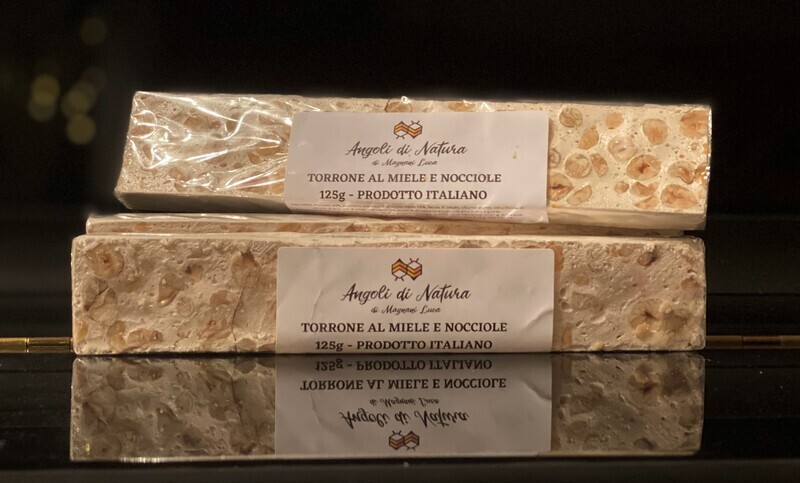 Angoli di Natura
di Magnani Luca
TORRONE AL MIELE E NOCCIOLE
125g - PRODOTTO ITALIANO
Angoli di Natura
di Magnani Luca
TORRONE AL MIELE E NOCCIOLE
125g - PRODOTTO ITALIANO